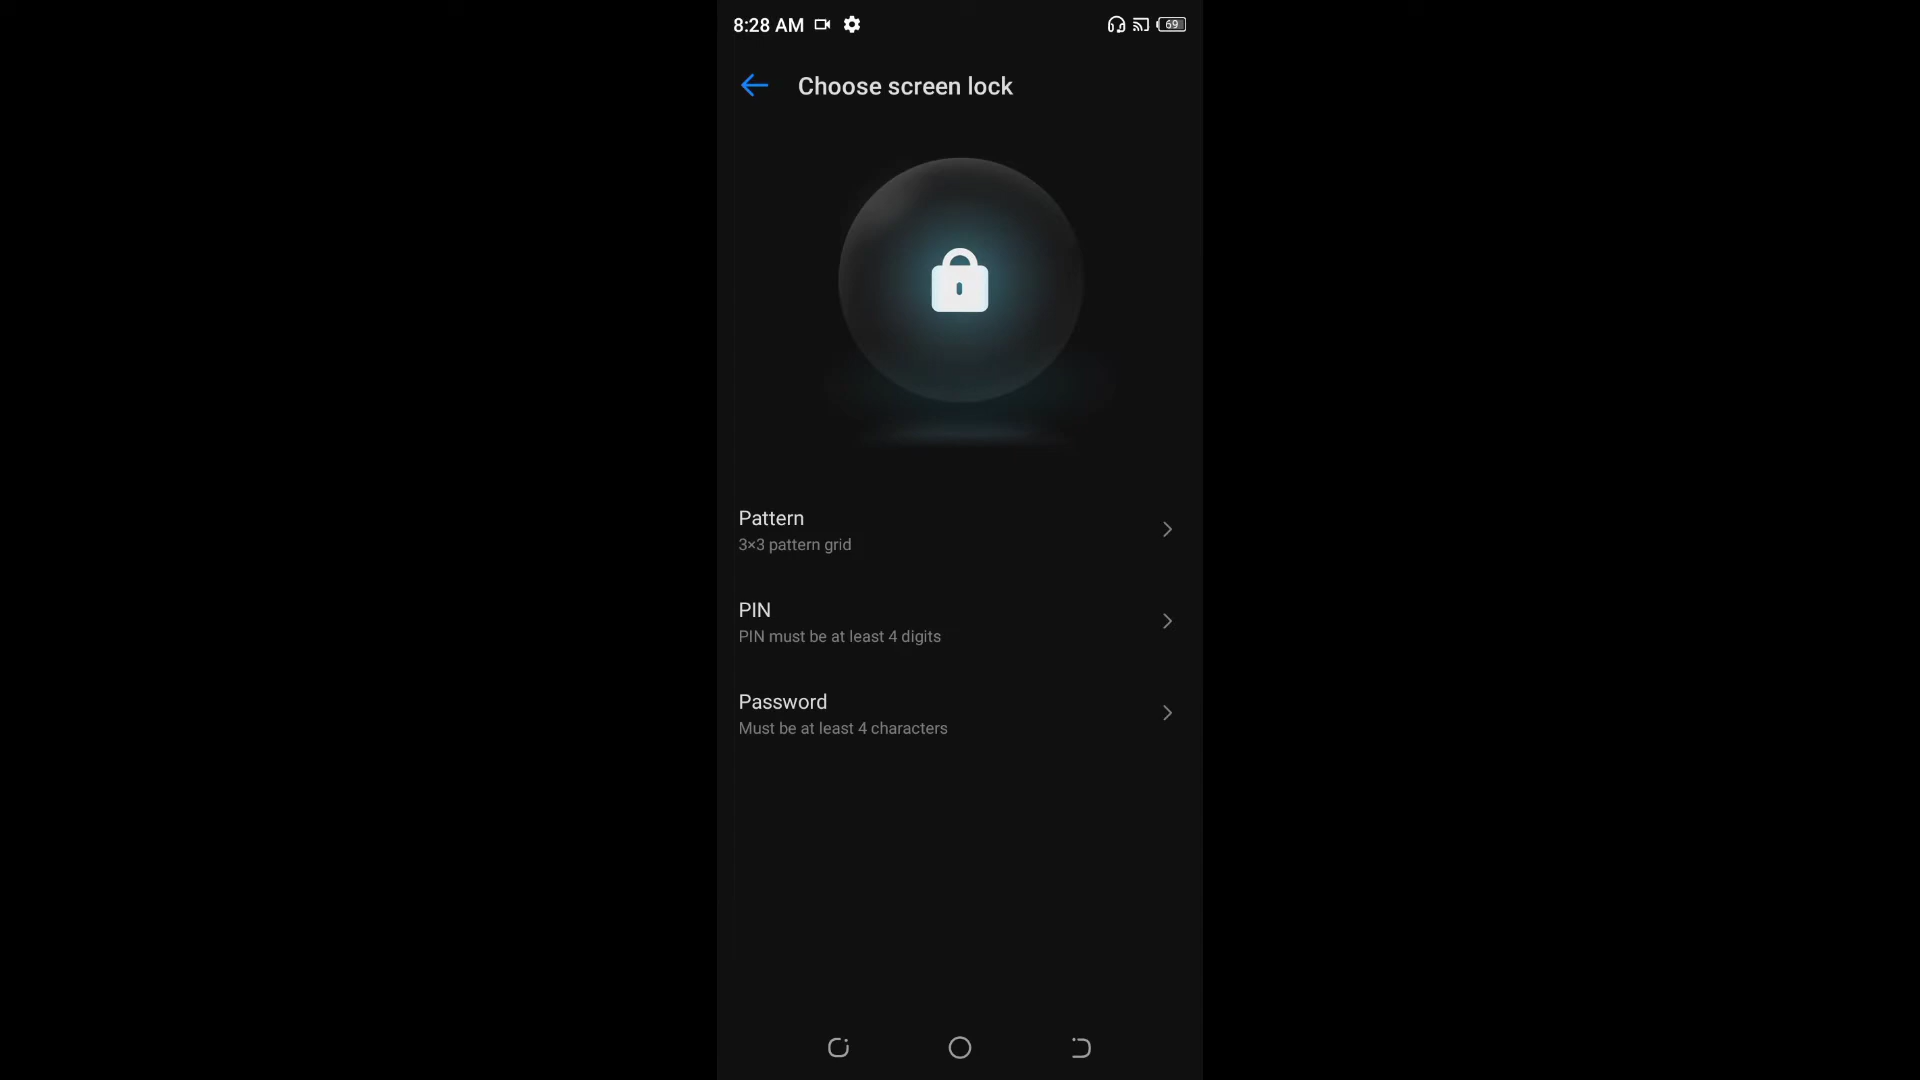 8:28 AM
69
Choose screen lock
Pattern
3×3 pattern grid
PIN
PIN must be at least 4 digits
Password
Must be at least 4 characters